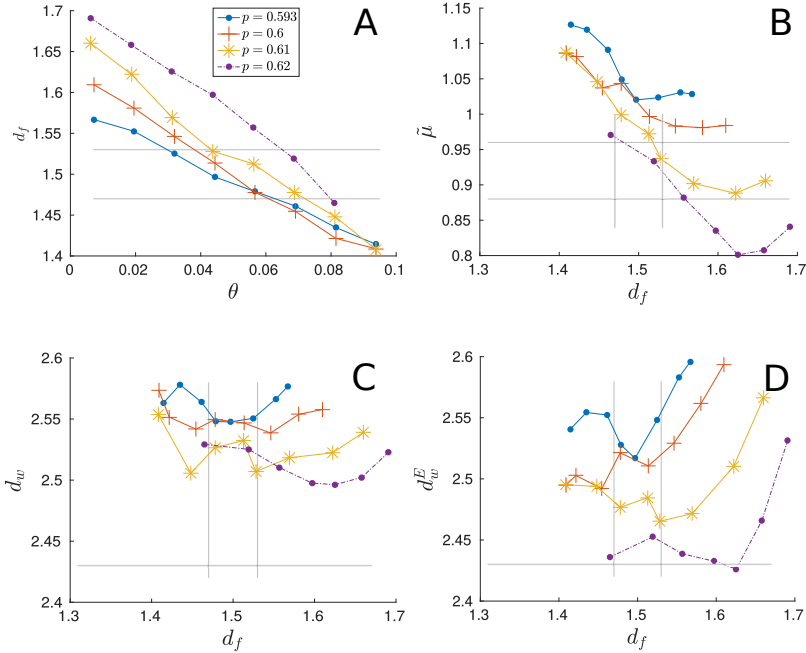 A
1.7
1.65
1.6
1.55
1.5
1.45
1.4
d_f
0
0.02
0.04
0.06
0.08
0.1
θ
p = 0.593
p = 0.6
p = 0.61
p = 0.62
B
1.15
1.1
1.05
1
0.95
0.9
0.85
0.8
μ̃
1.3
1.4
1.5
1.6
1.7
d_f
C
2.6
2.55
2.5
2.45
2.4
d_w
1.3
1.4
1.5
1.6
1.7
d_f
D
2.6
2.55
2.5
2.45
2.4
d_w^E
1.3
1.4
1.5
1.6
1.7
d_f